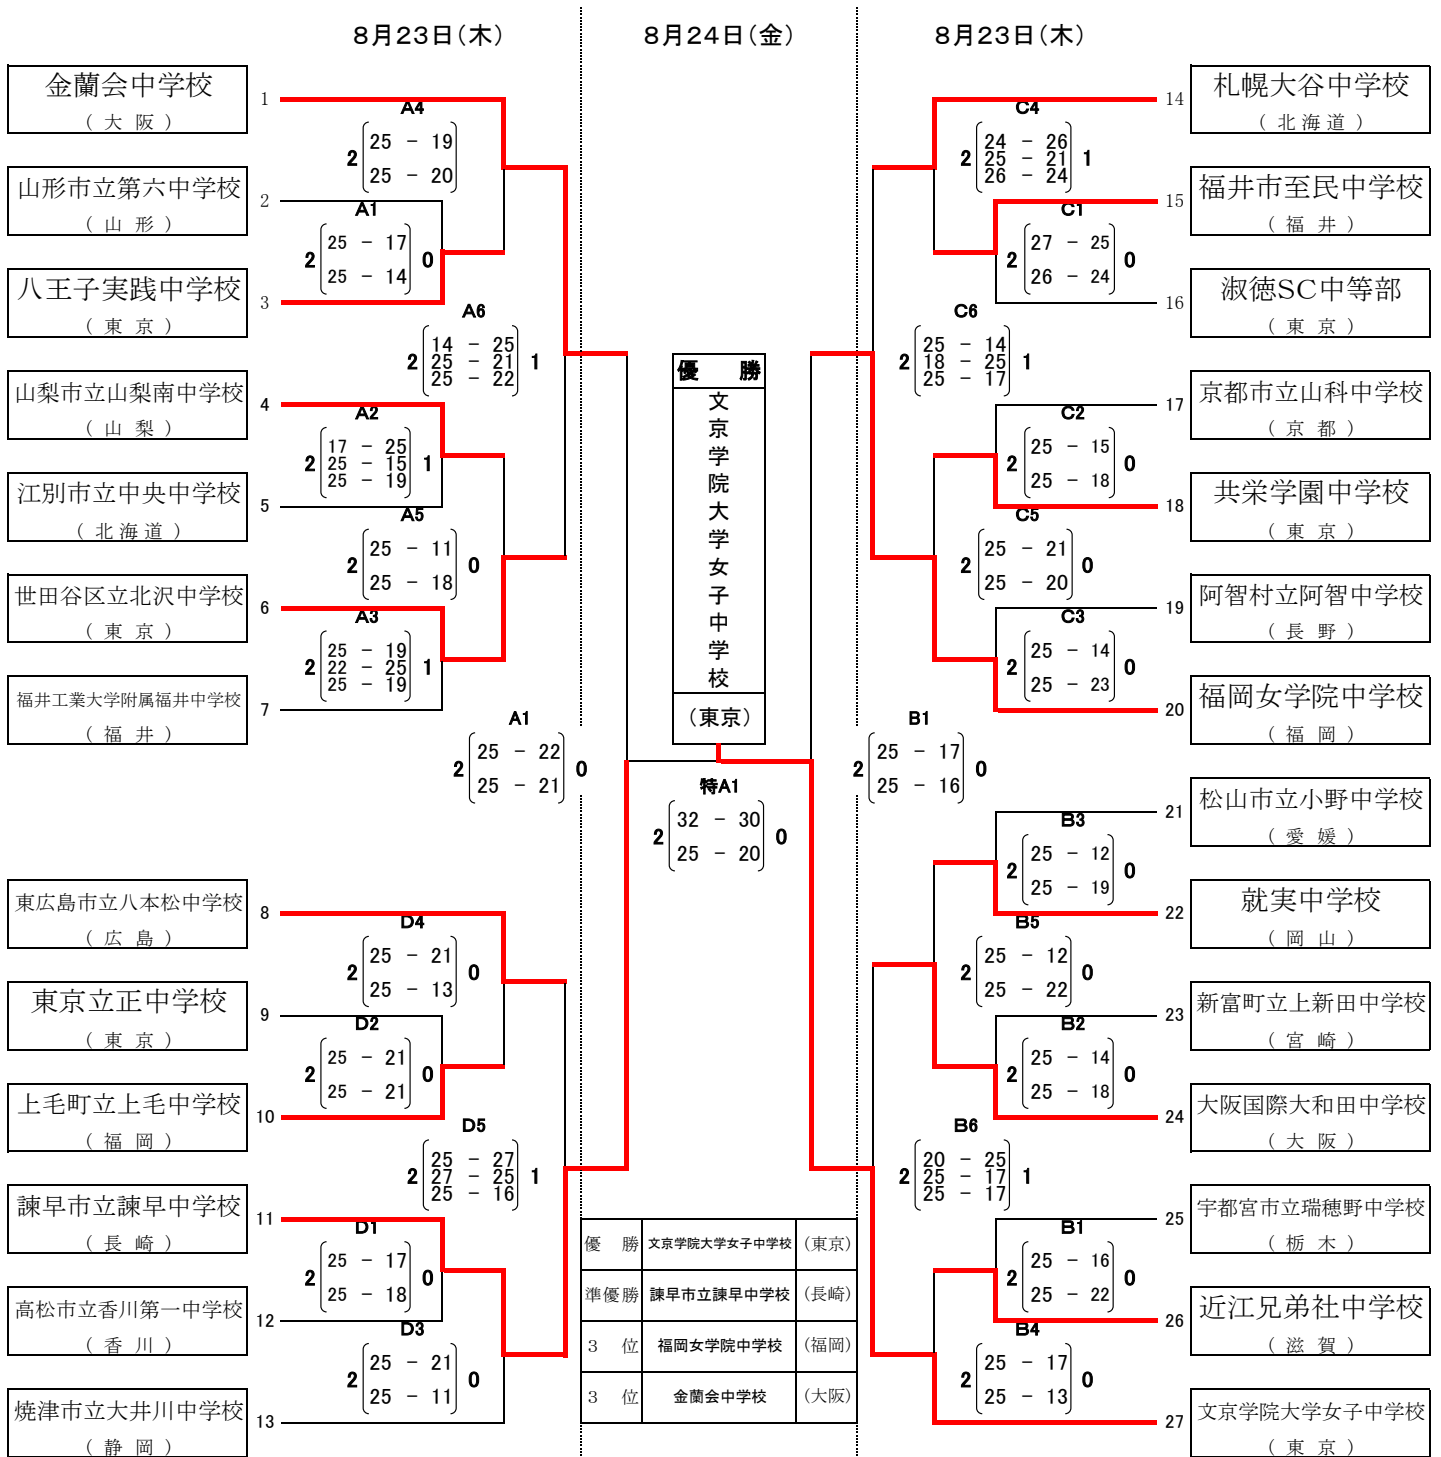 8月23日(木)
8月24日(金)
8月23日(木)
金蘭会中学校
(大阪)
1
山形市立第六中学校
(山形)
2
八王子実践中学校
(東京)
3
山梨市立山梨南中学校
(山梨)
4
江別市立中央中学校
(北海道)
5
世田谷区立北沢中学校
(東京)
6
福井工業大学附属福井中学校
(福井)
7
東広島市立八本松中学校
(広島)
8
東京立正中学校
(東京)
9
上毛町立上毛中学校
(福岡)
10
諫早市立諫早中学校
(長崎)
11
高松市立香川第一中学校
(香川)
12
焼津市立大井川中学校
(静岡)
13
A4
2
25 - 19
25 - 20
A1
2
25 - 17
25 - 14
0
A6
2
14 - 25
25 - 21
25 - 22
1
A2
2
17 - 25
25 - 15
25 - 19
1
A5
2
25 - 11
25 - 18
0
A3
2
25 - 19
22 - 25
25 - 19
1
A1
2
25 - 22
25 - 21
0
D4
2
25 - 21
25 - 13
0
D2
2
25 - 21
25 - 21
0
D5
2
25 - 27
27 - 25
25 - 16
1
D1
2
25 - 17
25 - 18
0
D3
2
25 - 21
25 - 11
0
優勝
文京学院大学女子中学校
(東京)
特A1
2
32 - 30
25 - 20
0
優勝 文京学院大学女子中学校 (東京)
準優勝 諫早市立諫早中学校 (長崎)
3位 福岡女学院中学校 (福岡)
3位 金蘭会中学校 (大阪)
C4
2
24 - 26
25 - 21
26 - 24
1
C1
2
27 - 25
26 - 24
0
C6
2
25 - 14
18 - 25
25 - 17
1
C2
2
25 - 15
25 - 18
0
C5
2
25 - 21
25 - 20
0
C3
2
25 - 14
25 - 23
0
B1
2
25 - 17
25 - 16
0
B3
2
25 - 12
25 - 19
0
B5
2
25 - 12
25 - 22
0
B2
2
25 - 14
25 - 18
0
B6
2
20 - 25
25 - 17
25 - 17
1
B1
2
25 - 16
25 - 22
0
B4
2
25 - 17
25 - 13
0
14
札幌大谷中学校
(北海道)
15
福井市至民中学校
(福井)
16
淑徳SC中等部
(東京)
17
京都市立山科中学校
(京都)
18
共栄学園中学校
(東京)
19
阿智村立阿智中学校
(長野)
20
福岡女学院中学校
(福岡)
21
松山市立小野中学校
(愛媛)
22
就実中学校
(岡山)
23
新富町立上新田中学校
(宮崎)
24
大阪国際大和田中学校
(大阪)
25
宇都宮市立瑞穂野中学校
(栃木)
26
近江兄弟社中学校
(滋賀)
27
文京学院大学女子中学校
(東京)